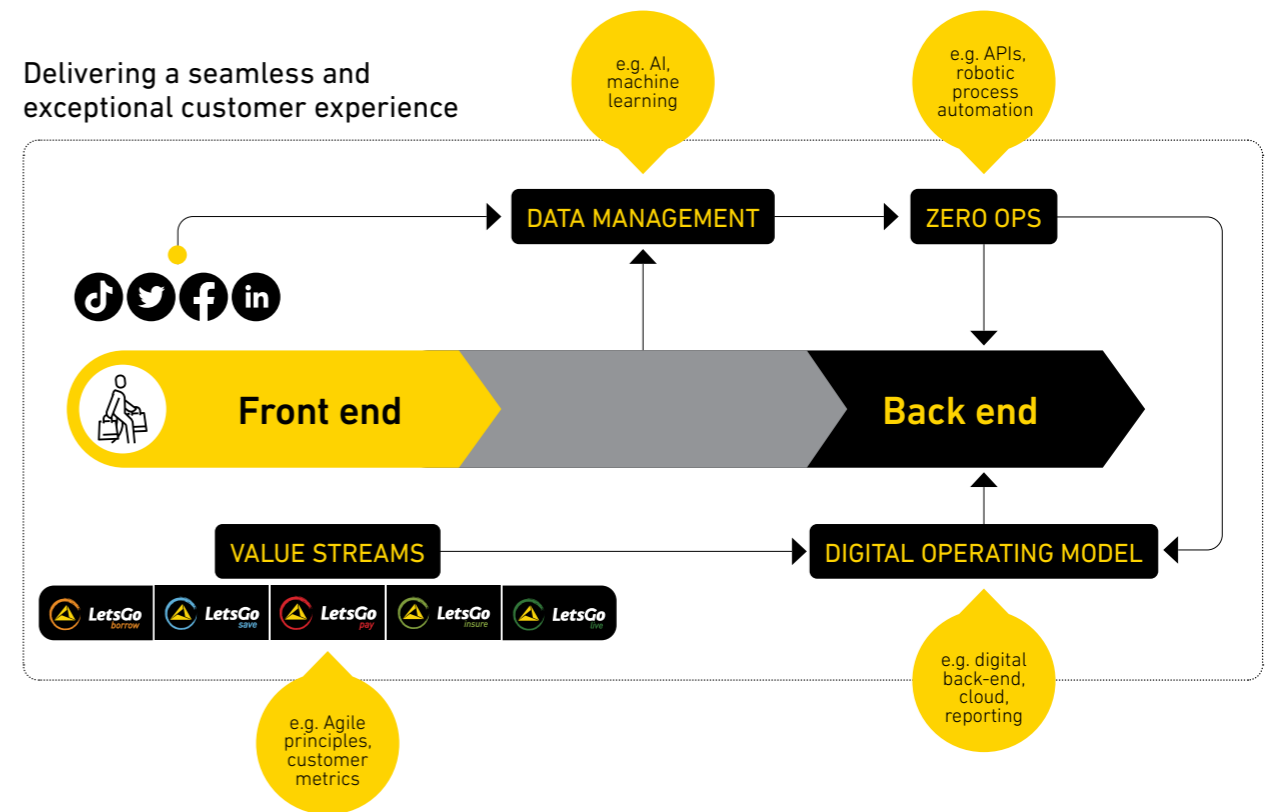 Delivering a seamless and
exceptional customer experience
e.g. AI,
machine
learning
e.g. APIs,
robotic
process
automation
DATA MANAGEMENT
ZERO OPS
in
Front end
Back end
VALUE STREAMS
DIGITAL OPERATING MODEL
LetsGo
borrow
LetsGo
save
LetsGo
pay
LetsGo
insure
LetsGo
live
e.g. Agile
principles,
customer
metrics
e.g. digital
back-end,
cloud,
reporting